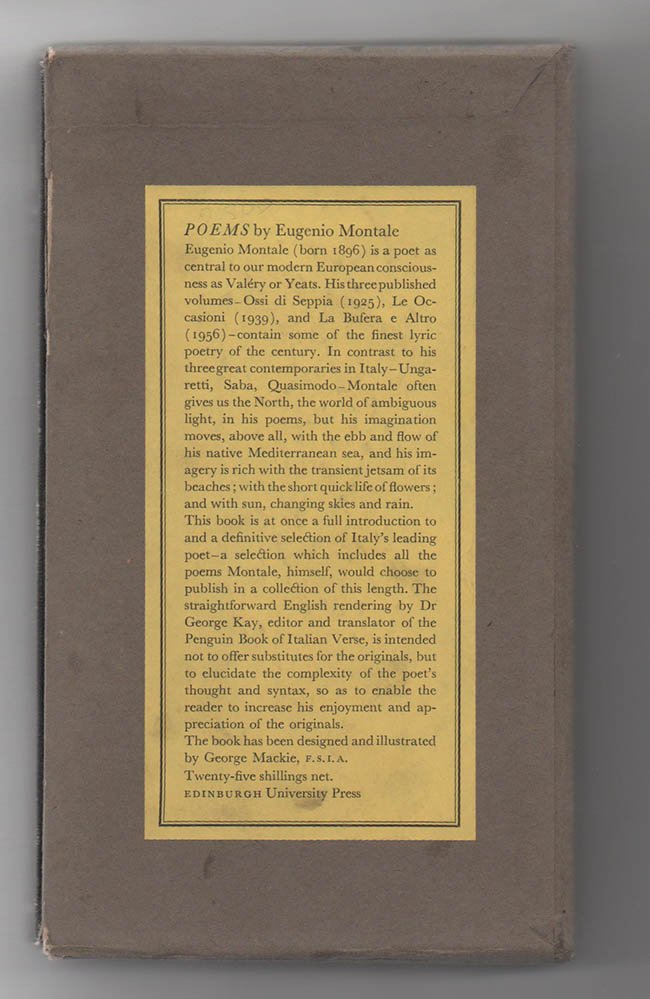 POEMS by Eugenio Montale
Eugenio Montale (born 1896) is a poet as
central to our modern European conscious-
ness as Valéry or Yeats. His three published
volumes–Ossi di Seppia (1925), Le Oc-
casioni (1939), and La Bufera e Altro
(1956)–contain some of the finest lyric
poetry of the century. In contrast to his
three great contemporaries in Italy–Unga-
retti, Saba, Quasimodo–Montale often
gives us the North, the world of ambiguous
light, in his poems, but his imagination
moves, above all, with the ebb and flow of
his native Mediterranean sea, and his im-
agery is rich with the transient jetsam of its
beaches; with the short quick life of flowers;
and with sun, changing skies and rain.
This book is at once a full introduction to
and a definitive selection of Italy's leading
poet–a selection which includes all the
poems Montale, himself, would choose to
publish in a collection of this length. The
straightforward English rendering by Dr
George Kay, editor and translator of the
Penguin Book of Italian Verse, is intended
not to offer substitutes for the originals, but
to elucidate the complexity of the poet's
thought and syntax, so as to enable the
reader to increase his enjoyment and ap-
preciation of the originals.
The book has been designed and illustrated
by George Mackie, F.S.I.A.
Twenty-five shillings net.
EDINBURGH University Press